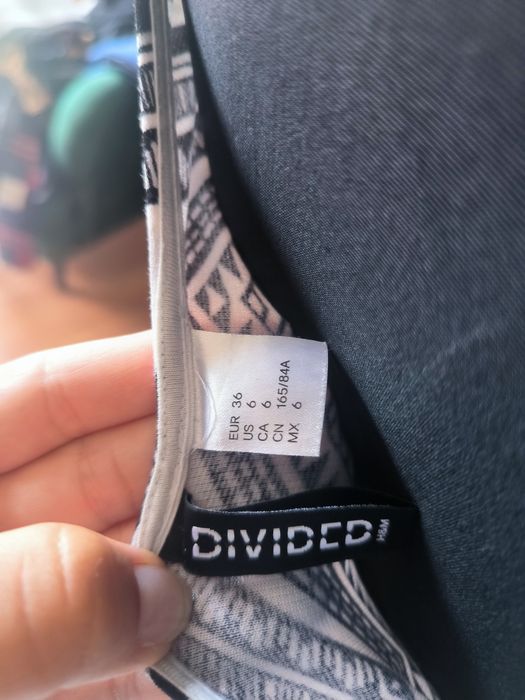 EUR 36
US 6
CA 6
CN 165/84A
MX 6
DIVIDED
H&M